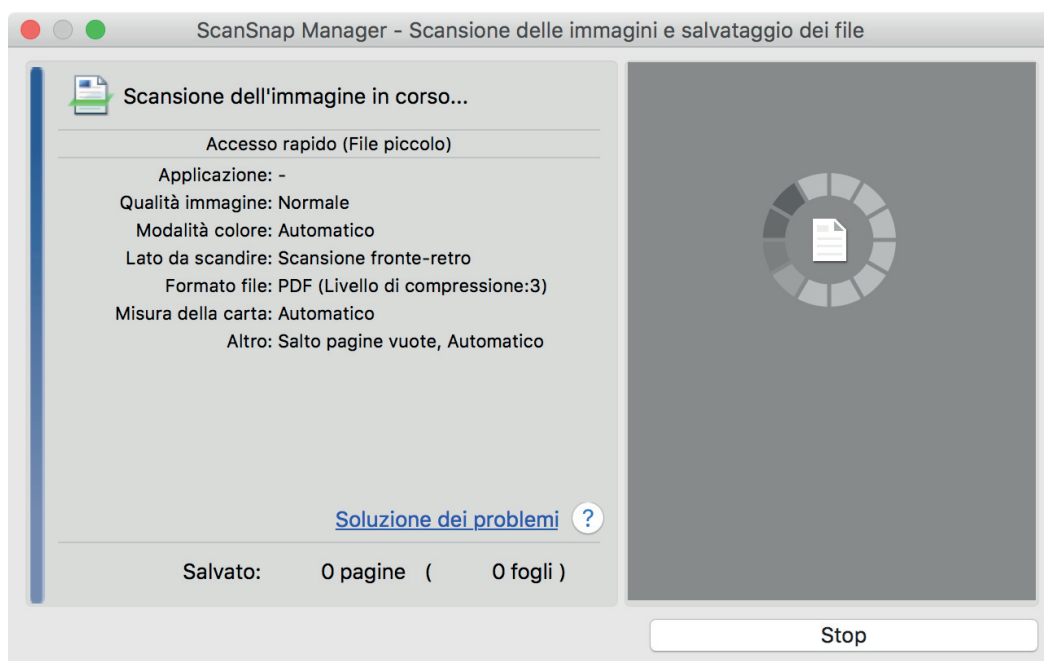 ScanSnap Manager - Scansione delle immagini e salvataggio dei file
Scansione dell'immagine in corso...
Accesso rapido (File piccolo)
Applicazione: -
Qualità immagine: Normale
Modalità colore: Automatico
Lato da scandire: Scansione fronte-retro
Formato file: PDF (Livello di compressione:3)
Misura della carta: Automatico
Altro: Salto pagine vuote, Automatico
Soluzione dei problemi ?
Salvato: 0 pagine ( 0 fogli )
Stop